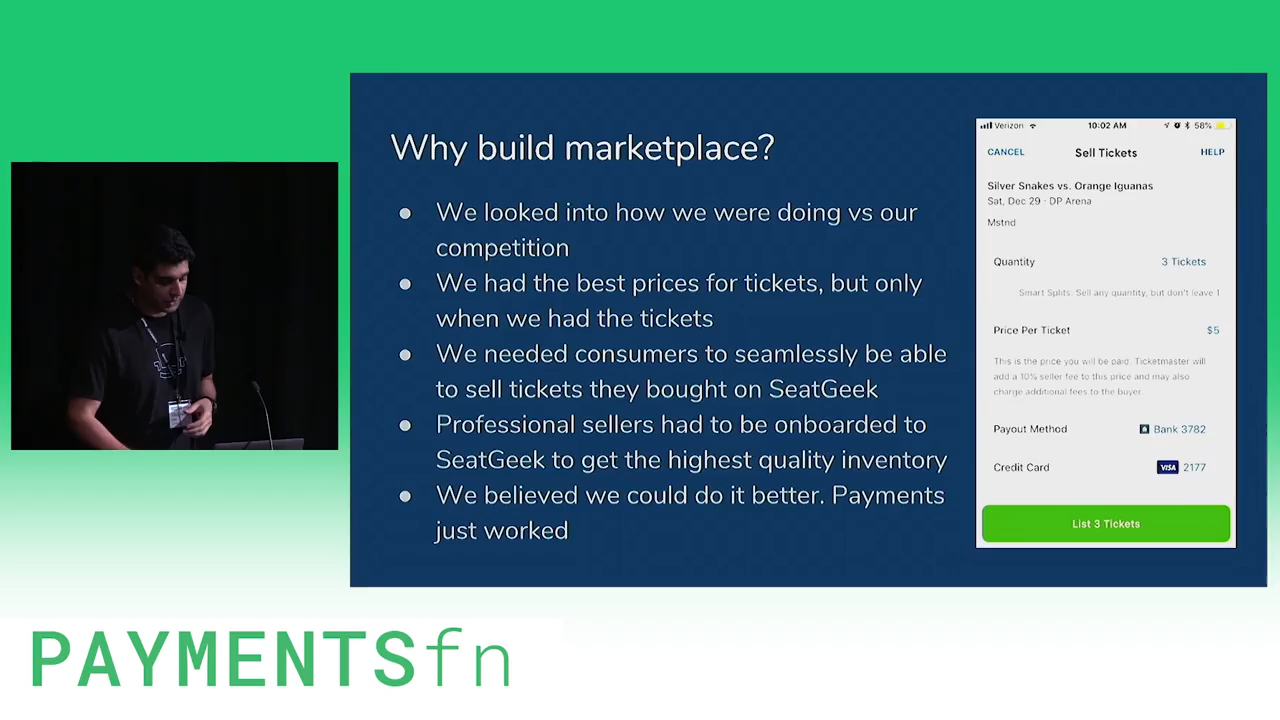 Why build marketplace?
● We looked into how we were doing vs our
competition
● We had the best prices for tickets, but only
when we had the tickets
● We needed consumers to seamlessly be able
to sell tickets they bought on SeatGeek
● Professional sellers had to be onboarded to
SeatGeek to get the highest quality inventory
● We believed we could do it better. Payments
just worked
Verizon 10:02 AM 58%
CANCEL Sell Tickets HELP
Silver Snakes vs. Orange Iguanas
Sat, Dec 29 · DP Arena
Mstnd
Quantity 3 Tickets
Smart Splits: Sell any quantity, but don't leave 1
Price Per Ticket $5
This is the price you will be paid. Ticketmaster will
add a 10% seller fee to this price and may also
charge additional fees to the buyer.
Payout Method Bank 3782
Credit Card VISA 2177
List 3 Tickets
PAYMENTSfn